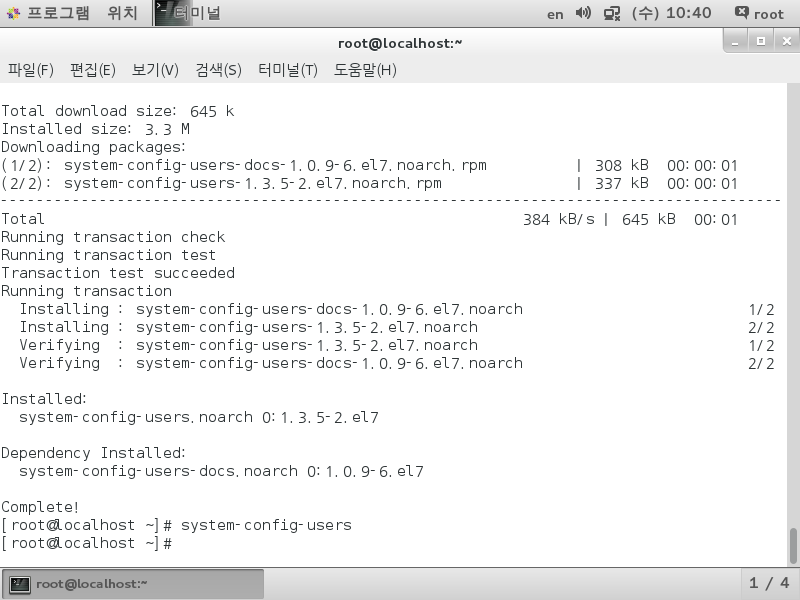 프로그램 위치 터미널 en (수) 10:40 root
root@localhost:~
파일(F) 편집(E) 보기(V) 검색(S) 터미널(T) 도움말(H)
Total download size: 645 k
Installed size: 3.3 M
Downloading packages:
(1/2): system-config-users-docs-1.0.9-6.el7.noarch.rpm | 308 kB 00:00:01
(2/2): system-config-users-1.3.5-2.el7.noarch.rpm | 337 kB 00:00:01
--------------------------------------------------------------------------------
Total 384 kB/s | 645 kB 00:01
Running transaction check
Running transaction test
Transaction test succeeded
Running transaction
Installing : system-config-users-docs-1.0.9-6.el7.noarch 1/2
Installing : system-config-users-1.3.5-2.el7.noarch 2/2
Verifying : system-config-users-1.3.5-2.el7.noarch 1/2
Verifying : system-config-users-docs-1.0.9-6.el7.noarch 2/2
Installed:
system-config-users.noarch 0:1.3.5-2.el7
Dependency Installed:
system-config-users-docs.noarch 0:1.0.9-6.el7
Complete!
[root@localhost ~]# system-config-users
[root@localhost ~]#
root@localhost:~ 1 / 4